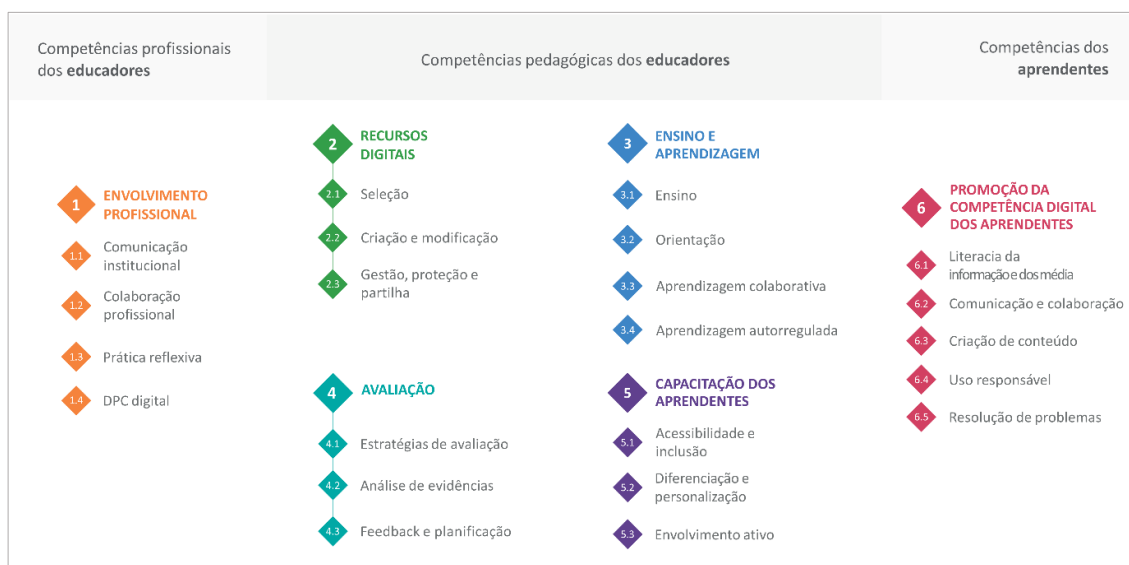 Competências profissionais
dos educadores
Competências pedagógicas dos educadores
Competências dos
aprendentes
1
ENVOLVIMENTO
PROFISSIONAL
1.1
Comunicação
institucional
1.2
Colaboração
profissional
1.3
Prática reflexiva
1.4
DPC digital
2
RECURSOS
DIGITAIS
2.1
Seleção
2.2
Criação e modificação
2.3
Gestão, proteção e
partilha
3
ENSINO E
APRENDIZAGEM
3.1
Ensino
3.2
Orientação
3.3
Aprendizagem colaborativa
3.4
Aprendizagem autorregulada
4
AVALIAÇÃO
4.1
Estratégias de avaliação
4.2
Análise de evidências
4.3
Feedback e planificação
5
CAPACITAÇÃO DOS
APRENDENTES
5.1
Acessibilidade e
inclusão
5.2
Diferenciação e
personalização
5.3
Envolvimento ativo
6
PROMOÇÃO DA
COMPETÊNCIA DIGITAL
DOS APRENDENTES
6.1
Literacia da
informação e dos média
6.2
Comunicação e colaboração
6.3
Criação de conteúdo
6.4
Uso responsável
6.5
Resolução de problemas